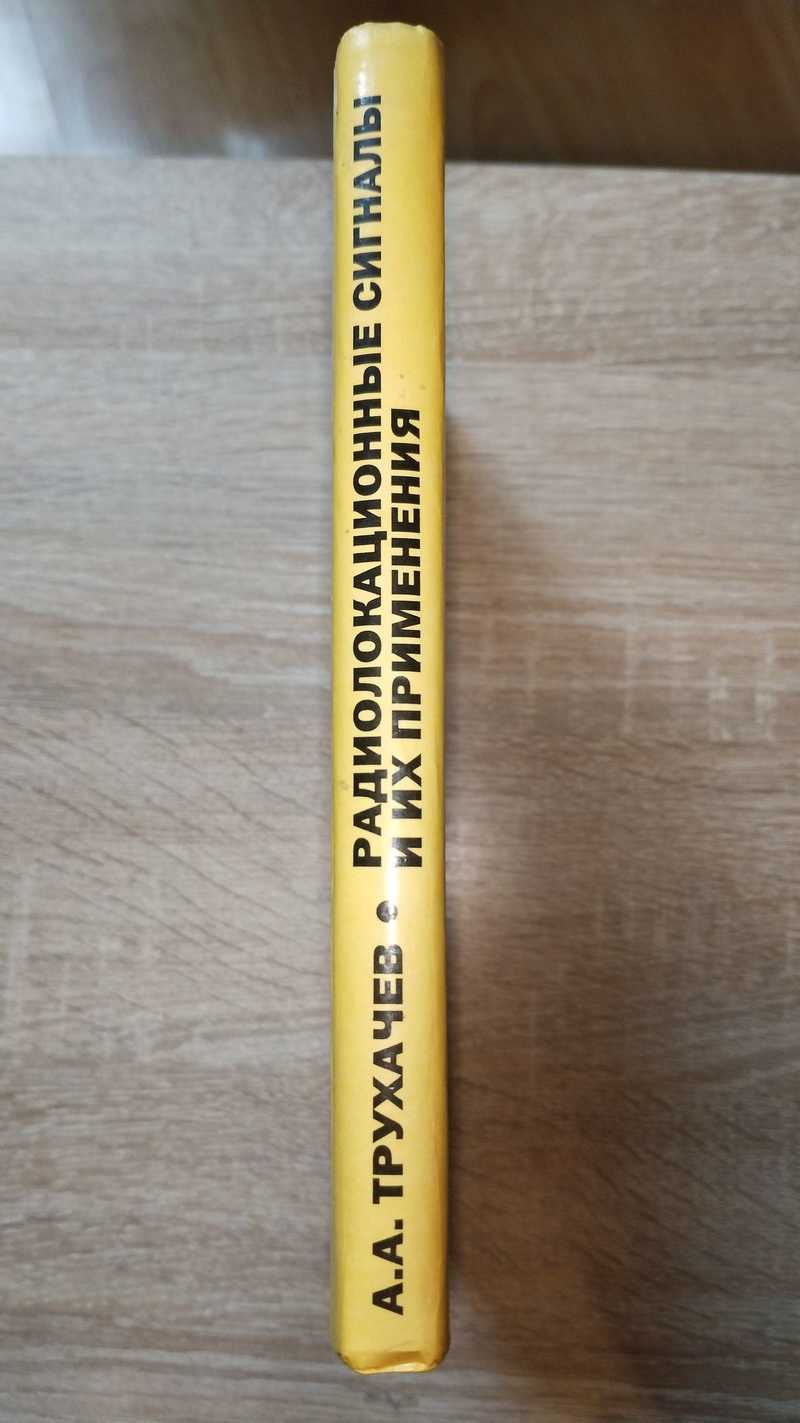 А.А. ТРУХАЧЕВ •
РАДИОЛОКАЦИОННЫЕ СИГНАЛЫ
И ИХ ПРИМЕНЕНИЯ